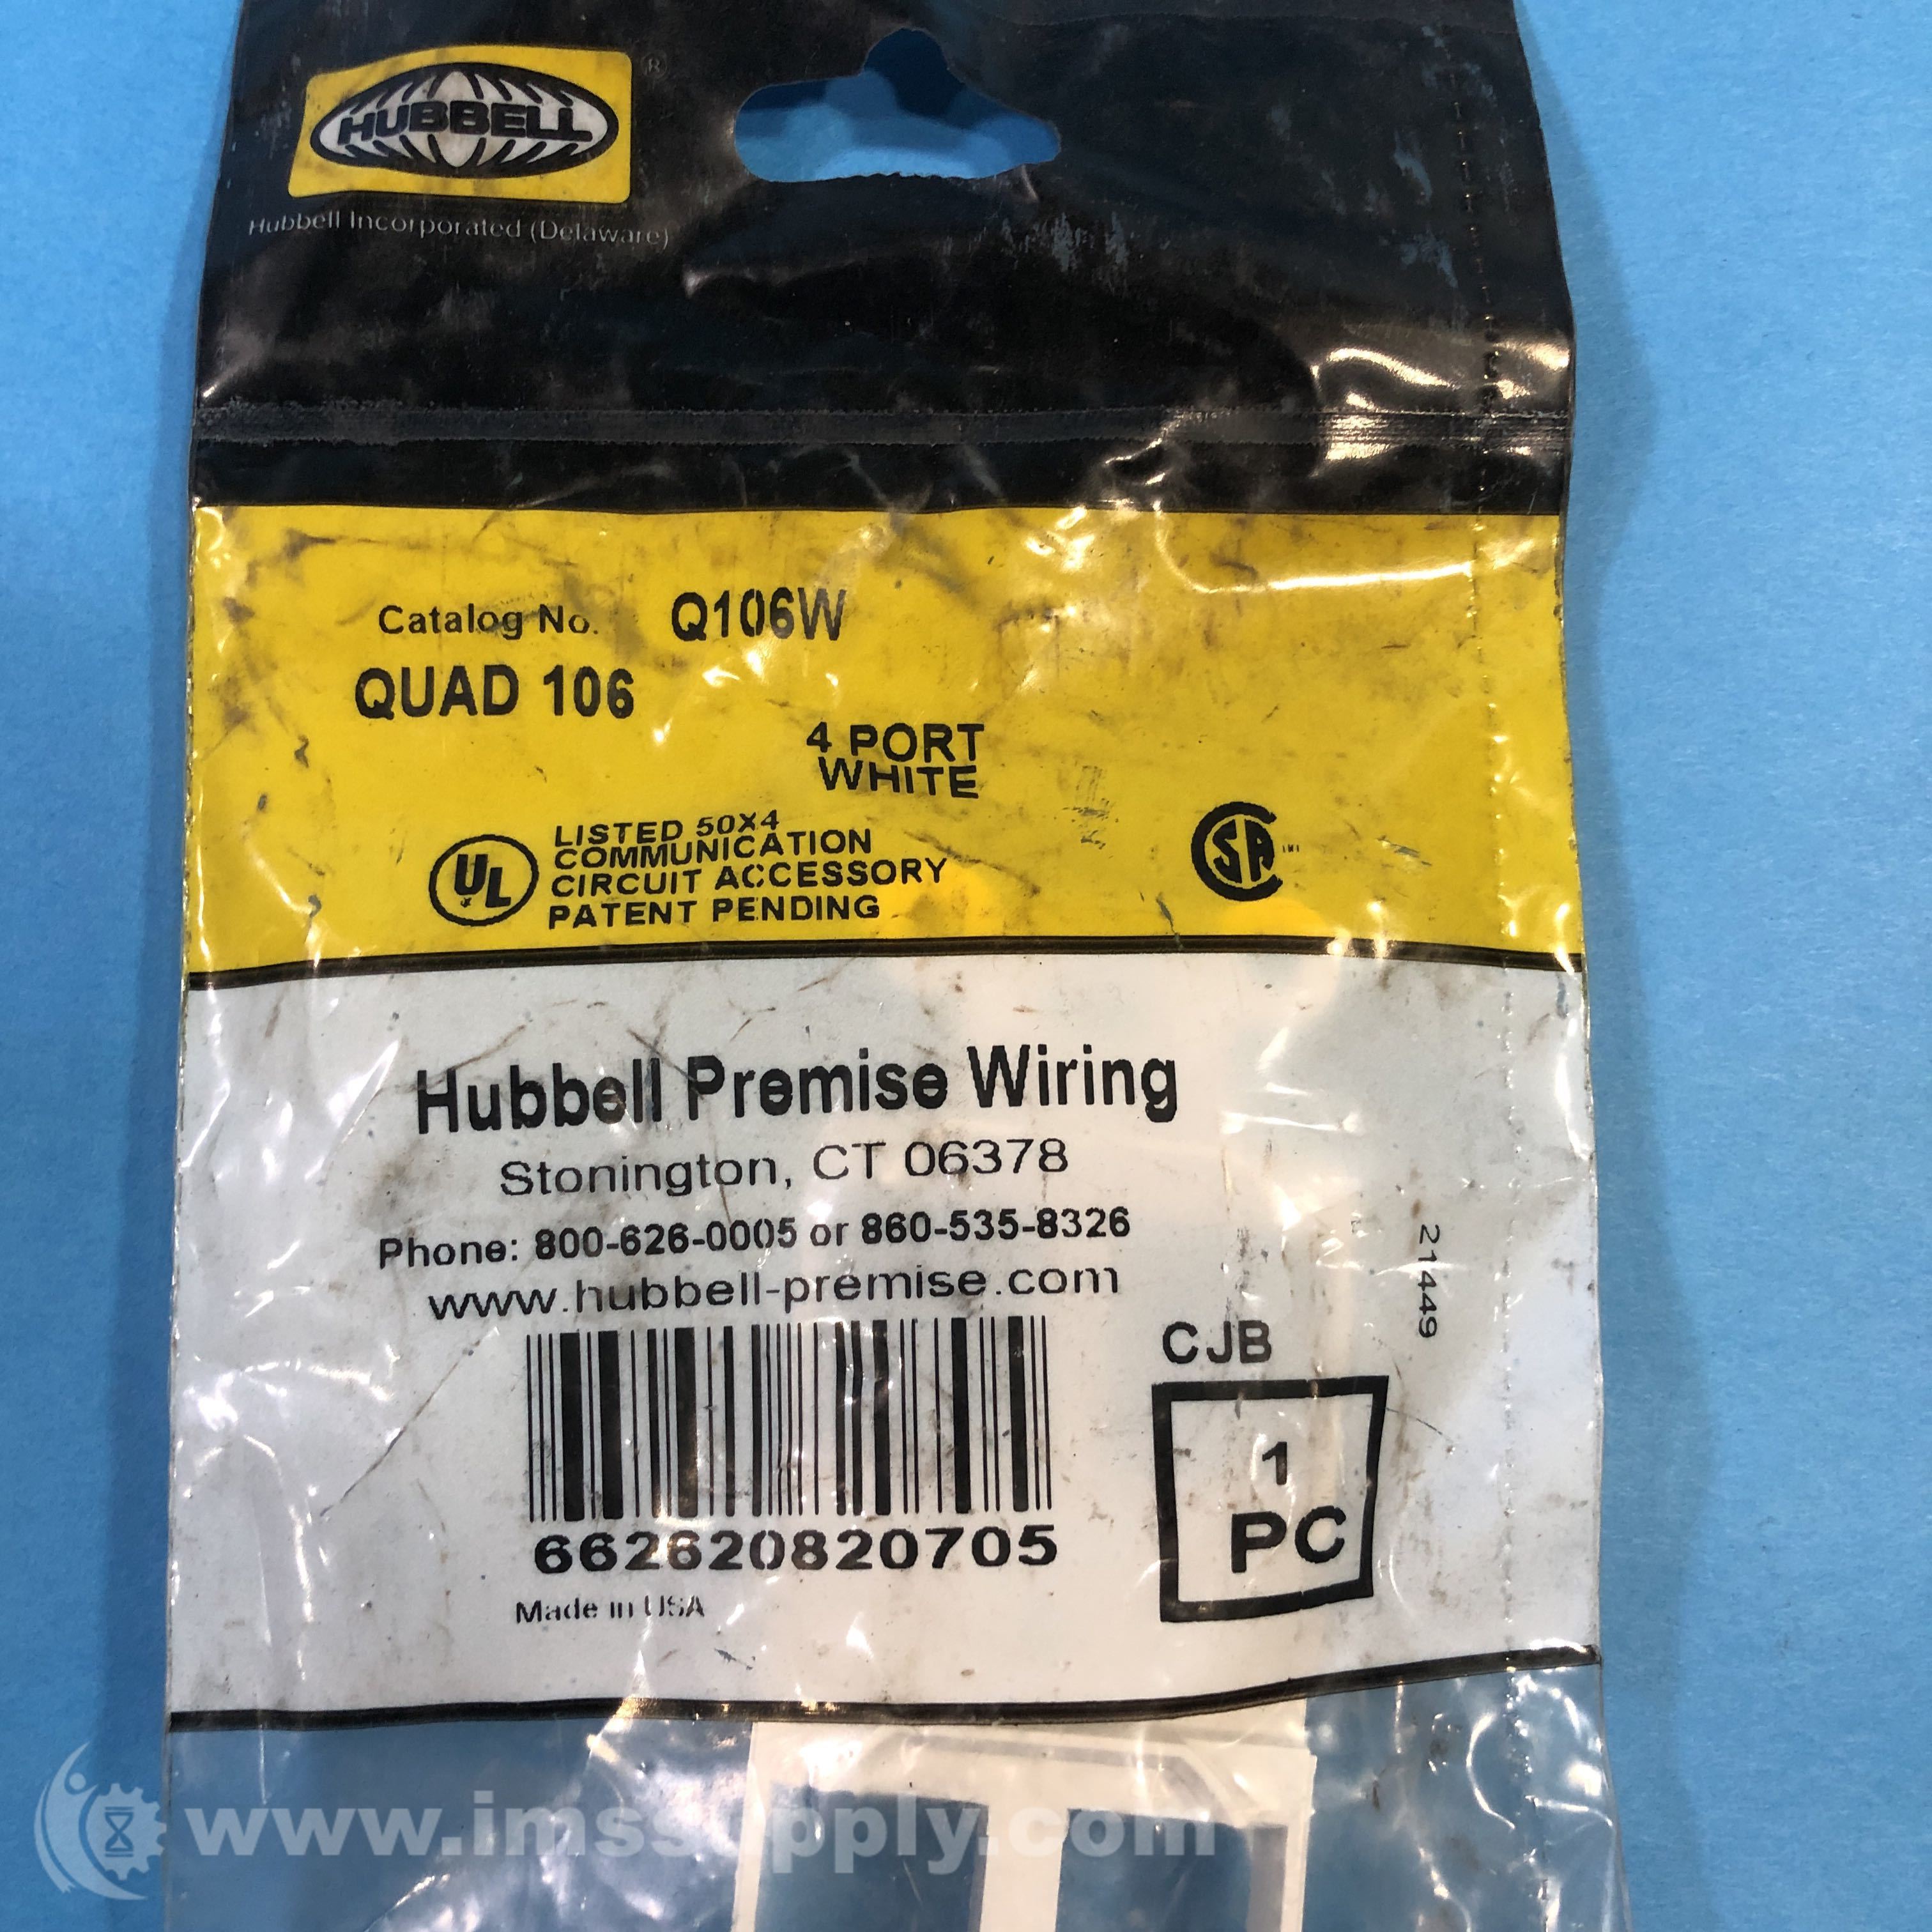 HUBBELL
®
Hubbell Incorporated (Delaware)
Catalog No. Q106W
QUAD 106
4 PORT
WHITE
UL
LISTED 50X4
COMMUNICATION
CIRCUIT ACCESSORY
PATENT PENDING
CSA
Hubbell Premise Wiring
Stonington, CT 06378
Phone: 800-626-0005 or 860-535-8326
www.hubbell-premise.com
21449
CJB
1
PC
662620820705
Made in USA
www.imssupply.com